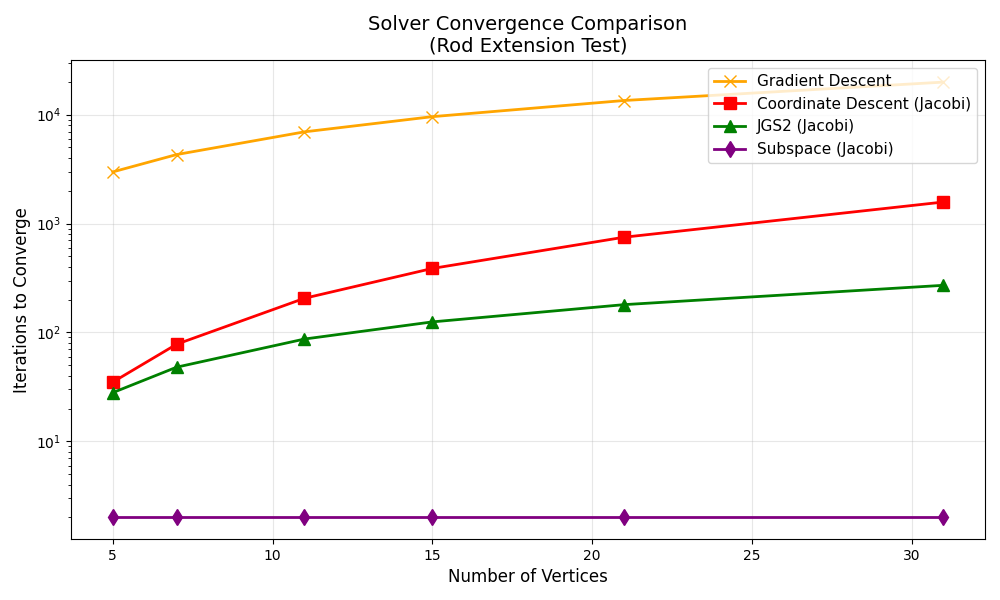 Solver Convergence Comparison
(Rod Extension Test)
Gradient Descent
Coordinate Descent (Jacobi)
JGS2 (Jacobi)
Subspace (Jacobi)
Iterations to Converge
10^4
10^3
10^2
10^1
5
10
15
20
25
30
Number of Vertices